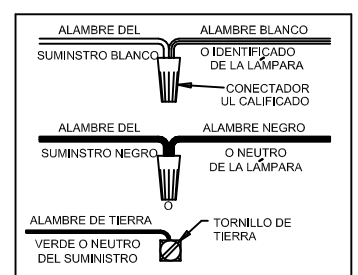 ALAMBRE DEL
ALAMBRE BLANCO
SUMINSTRO BLANCO
O IDENTIFICADO
DE LA LÁMPARA
CONECTADOR
UL CALIFICADO
ALAMBRE DEL
ALAMBRE NEGRO
SUMINSTRO NEGRO
O NEUTRO
DE LA LÁMPARA
ALAMBRE DE TIERRA
TORNILLO DE
TIERRA
VERDE O NEUTRO
DEL SUMINISTRO